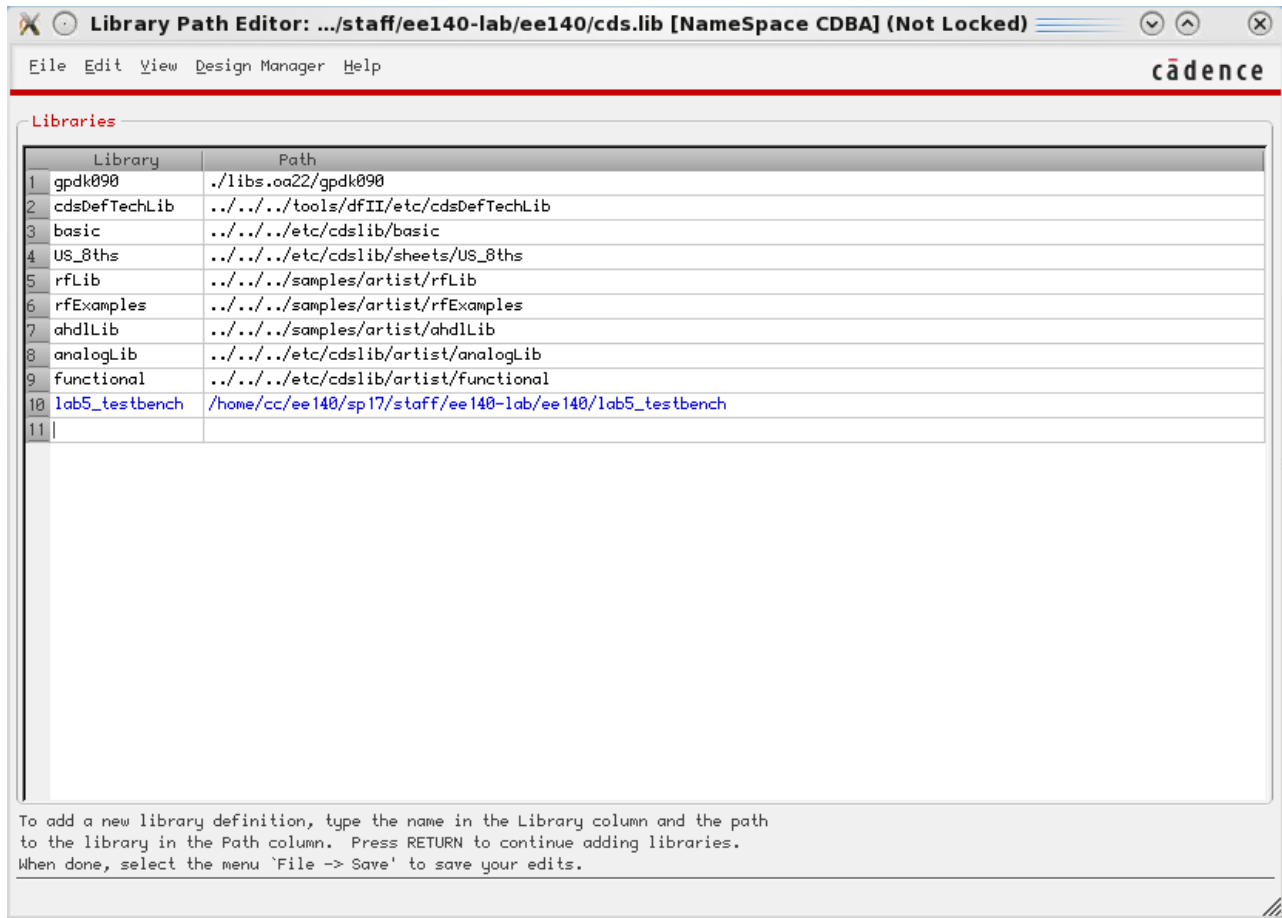 Library Path Editor: .../staff/ee140-lab/ee140/cds.lib [NameSpace CDBA] (Not Locked)
File Edit View Design Manager Help cādence
Libraries
Library Path
1 gpdk090 ./libs.oa22/gpdk090
2 cdsDefTechLib ../../../tools/dfII/etc/cdsDefTechLib
3 basic ../../../etc/cdslib/basic
4 US_8ths ../../../etc/cdslib/sheets/US_8ths
5 rfLib ../../../samples/artist/rfLib
6 rfExamples ../../../samples/artist/rfExamples
7 ahdlLib ../../../samples/artist/ahdlLib
8 analogLib ../../../etc/cdslib/artist/analogLib
9 functional ../../../etc/cdslib/artist/functional
10 lab5_testbench /home/cc/ee140/sp17/staff/ee140-lab/ee140/lab5_testbench
11
To add a new library definition, type the name in the Library column and the path
to the library in the Path column.  Press RETURN to continue adding libraries.
When done, select the menu `File -> Save' to save your edits.